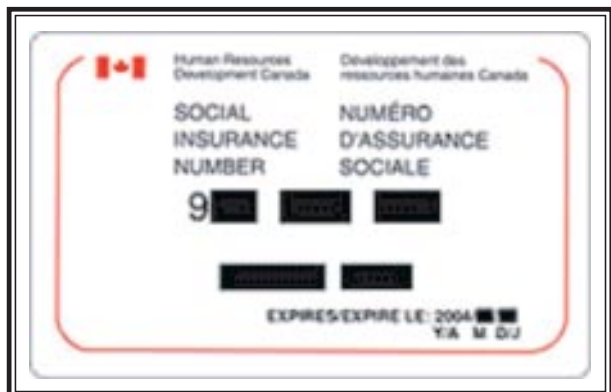 Human Resources Development Canada
Développement des ressources humaines Canada
SOCIAL INSURANCE NUMBER
NUMÉRO D'ASSURANCE SOCIALE
9
EXPIRES/EXPIRE LE: 2004/
Y/A M D/J